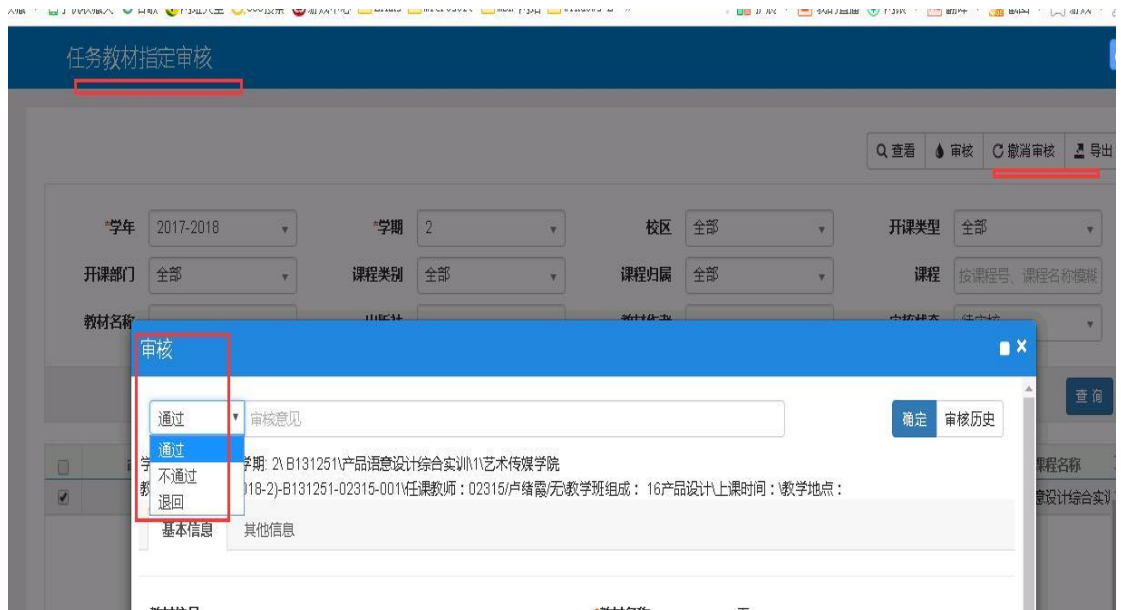 任务教材指定审核
查看 审核 撤消审核 导出
*学年 2017-2018 *学期 2 校区 全部 开课类型 全部
开课部门 全部 课程类别 全部 课程归属 全部 课程 按课程号、课程名称模糊
教材名称
审核
查询
通过 审核意见 确定 审核历史
通过
学期: 2\ B131251\产品语意设计综合实训\1\艺术传媒学院
课程名称
不通过
018-2)-B131251-02315-001\任课教师：02315/卢绪霞/无\教学班组成： 16产品设计\上课时间：\教学地点：
意设计综合实训
退回
基本信息 其他信息